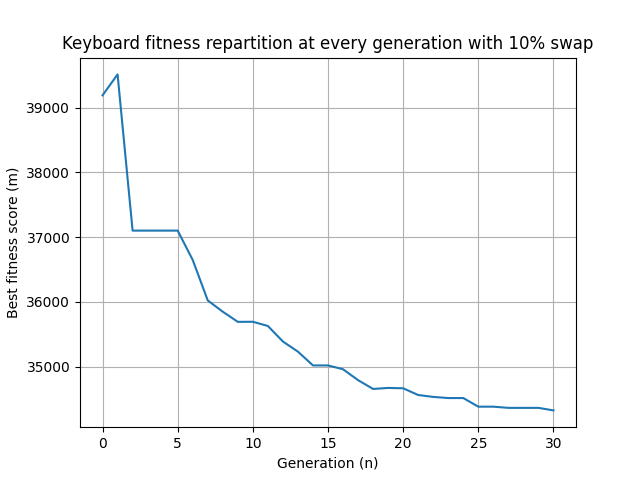 Keyboard fitness repartition at every generation with 10% swap
39000
38000
37000
36000
35000
Best fitness score (m)
0 5 10 15 20 25 30
Generation (n)